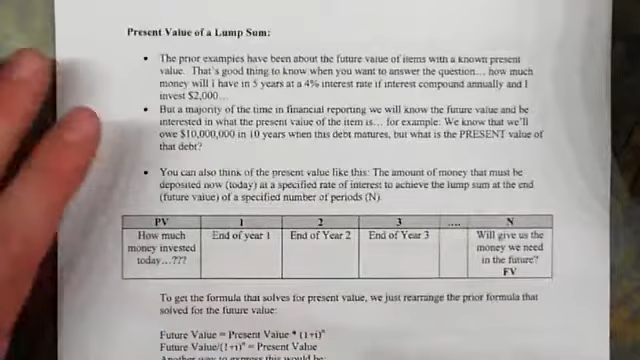 Present Value of a Lump Sum:
• The prior examples have been about the future value of items with a known present
value. That's good thing to know when you want to answer the question... how much
money will I have in 5 years at a 4% interest rate if interest compound annually and I
invest $2,000...
• But a majority of the time in financial reporting we will know the future value and be
interested in what the present value of the item is... for example: We know that we'll
owe $10,000,000 in 10 years when this debt matures, but what is the PRESENT value of
that debt?
• You can also think of the present value like this: The amount of money that must be
deposited now (today) at a specified rate of interest to achieve the lump sum at the end
(future value) of a specified number of periods (N)
PV 1 2 3 .... N
How much End of year 1 End of Year 2 End of Year 3 Will give us the
money invested money we need
today...??? in the future?
FV
To get the formula that solves for present value, we just rearrange the prior formula that
solved for the future value:
Future Value = Present Value * (1+i)ⁿ
Future Value/(1+i)ⁿ = Present Value
Another way to express this would be: